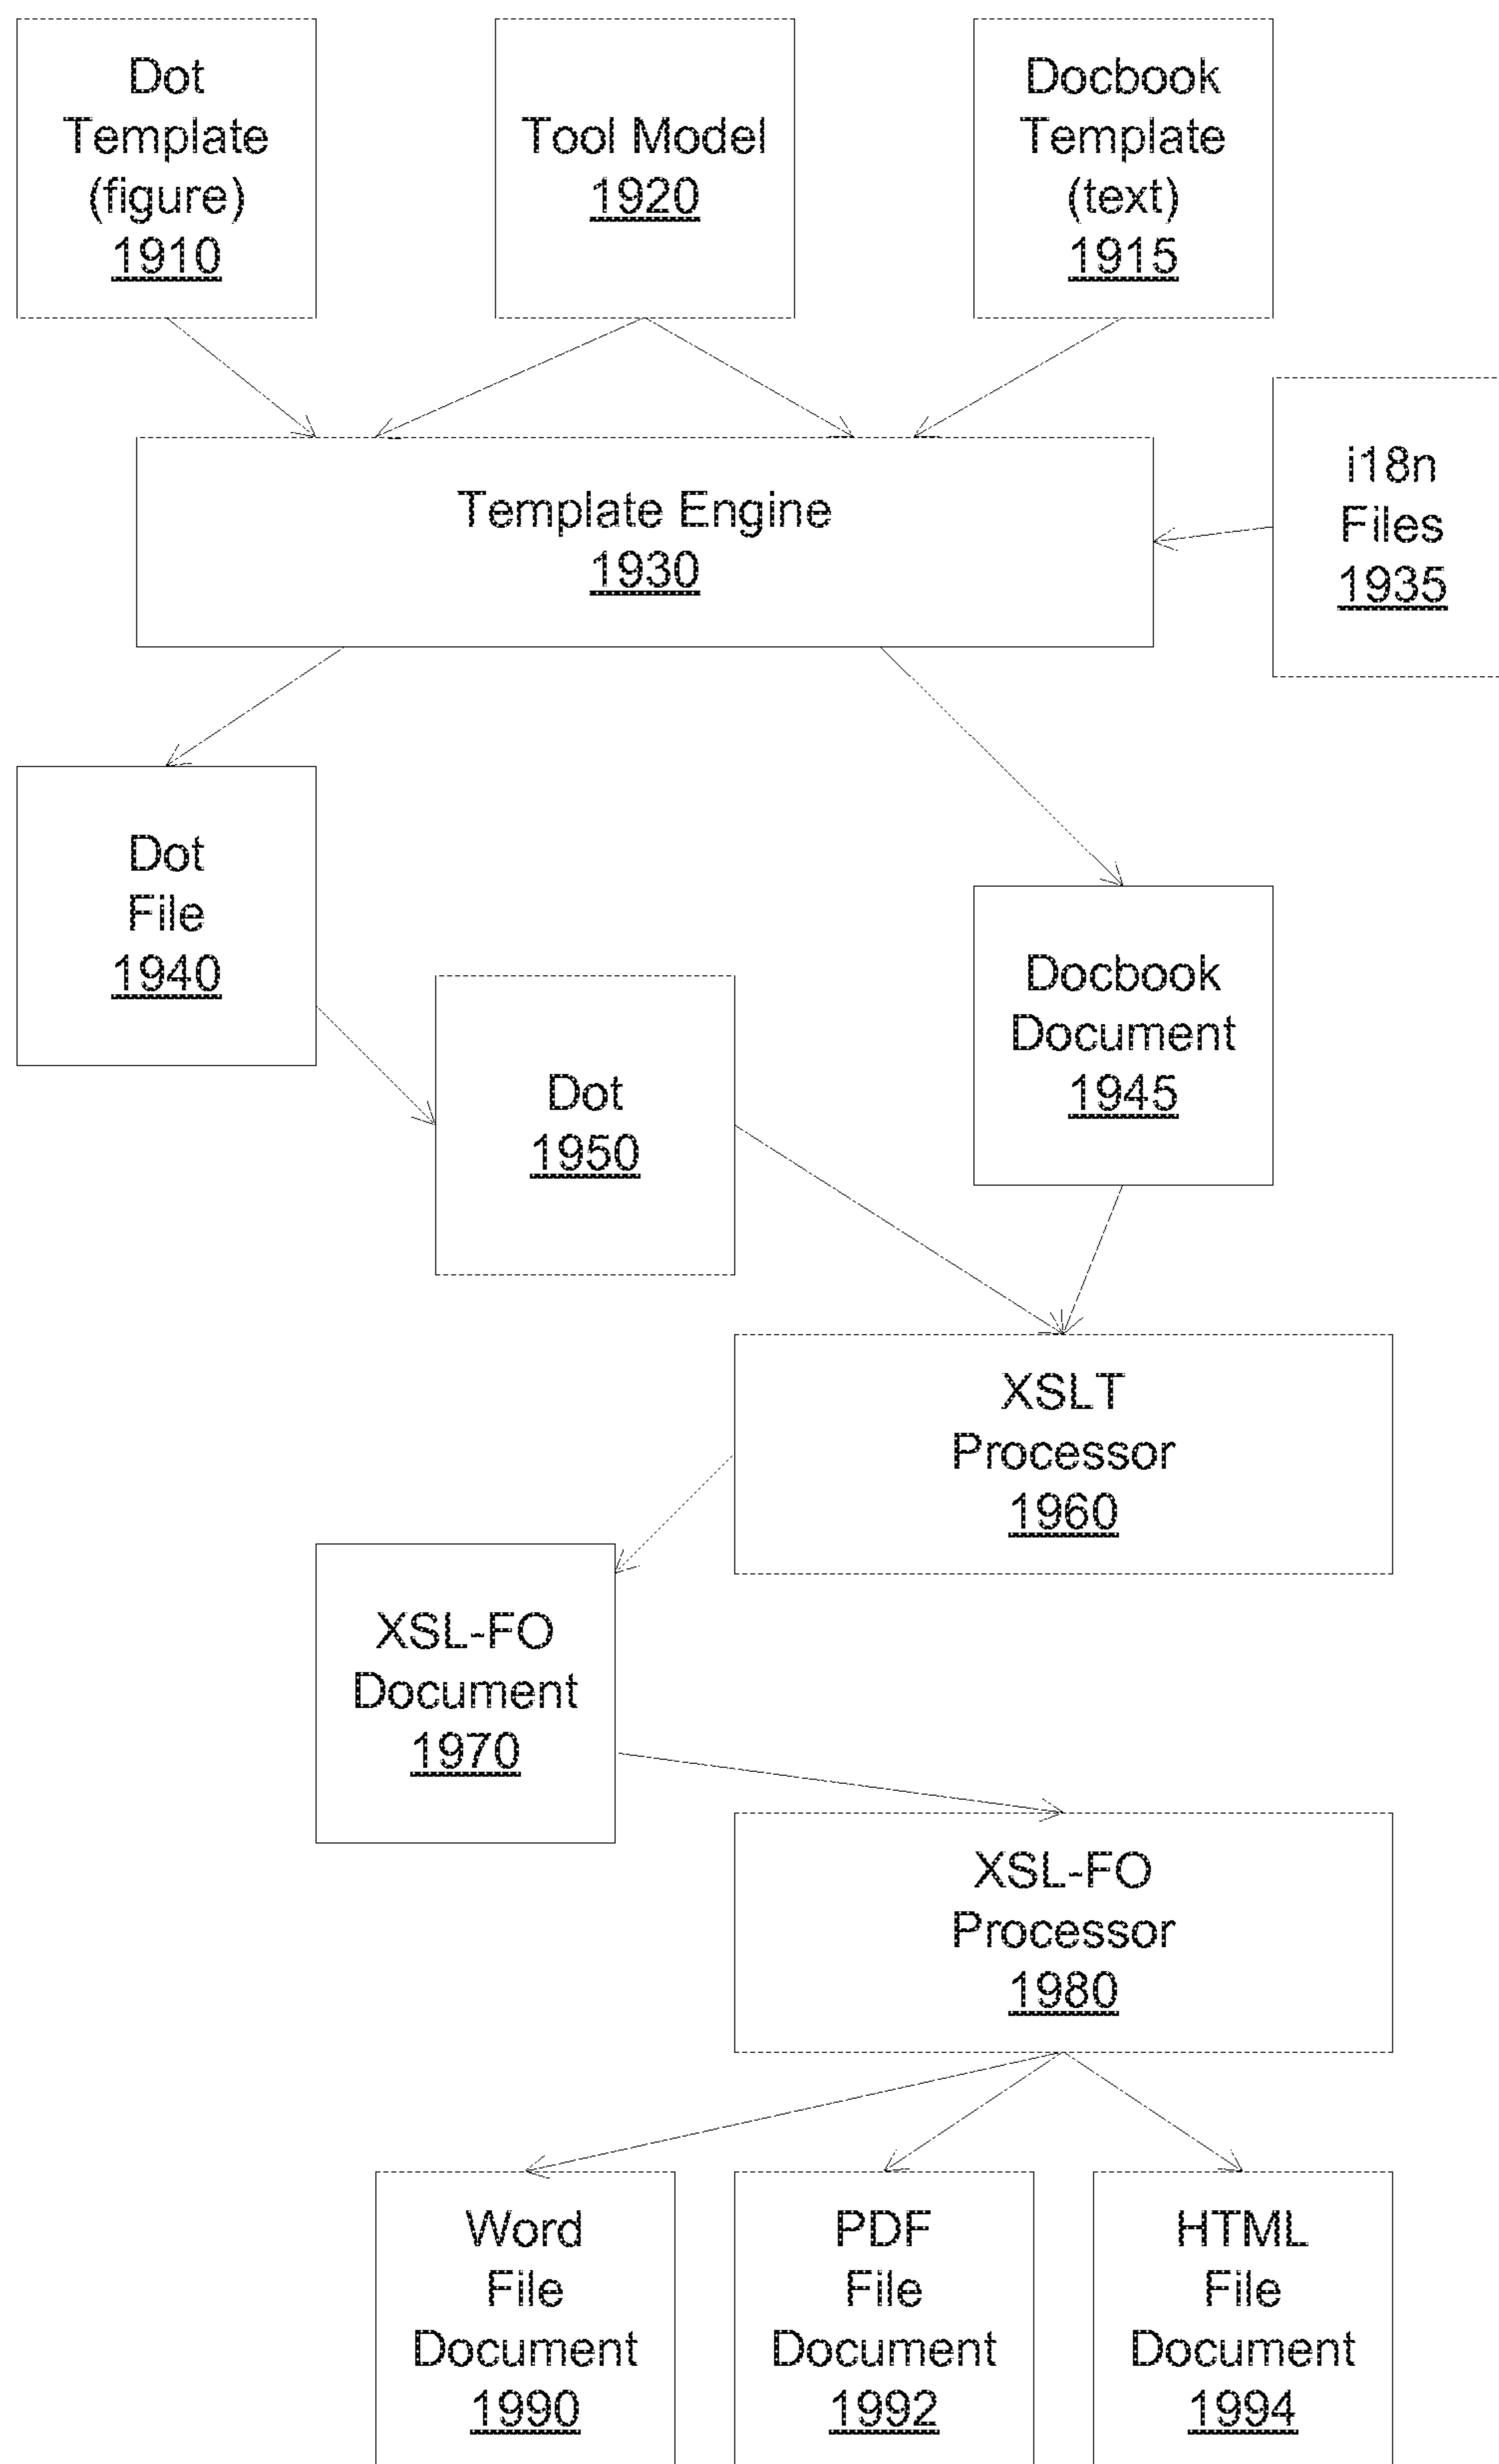 Dot
Template
(figure)
1910
Tool Model
1920
Docbook
Template
(text)
1915
Template Engine
1930
i18n
Files
1935
Dot
File
1940
Docbook
Document
1945
Dot
1950
XSLT
Processor
1960
XSL-FO
Document
1970
XSL-FO
Processor
1980
Word
File
Document
1990
PDF
File
Document
1992
HTML
File
Document
1994